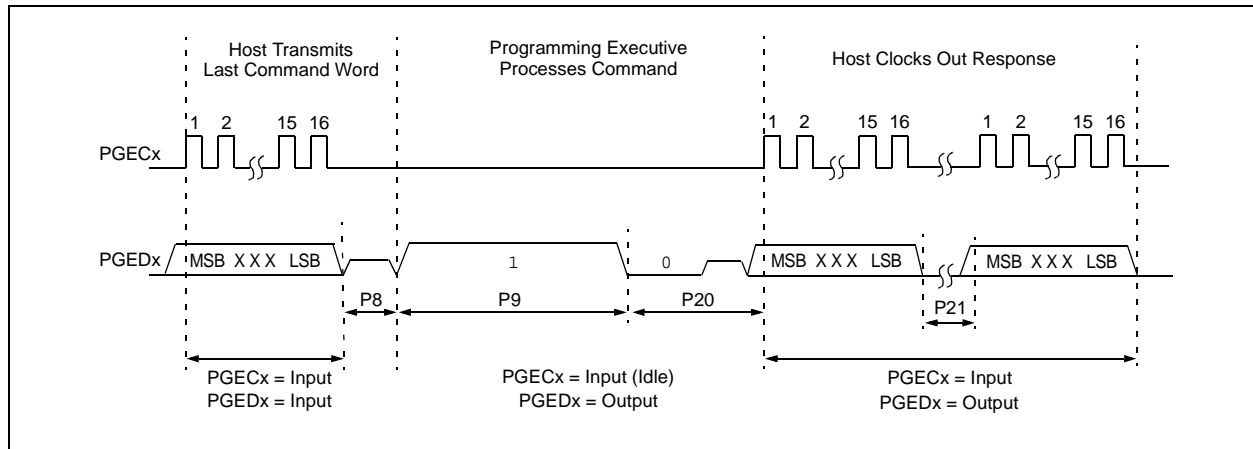 Host Transmits
Last Command Word
Programming Executive
Processes Command
Host Clocks Out Response
1 2 15 16 1 2 15 16 1 2 15 16
PGECx
PGEDx
MSB X X X LSB 1 0 MSB X X X LSB MSB X X X LSB
P8 P9 P20 P21
PGECx = Input
PGEDx = Input
PGECx = Input (Idle)
PGEDx = Output
PGECx = Input
PGEDx = Output